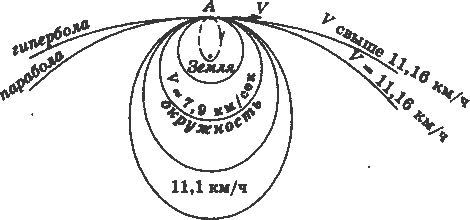 A
V
гипербола
парабола
V свыше 11,16 км/ч
V = 11,16 км/ч
Земля
V ≈ 7,9 км/сек
окружность
11,1 км/ч